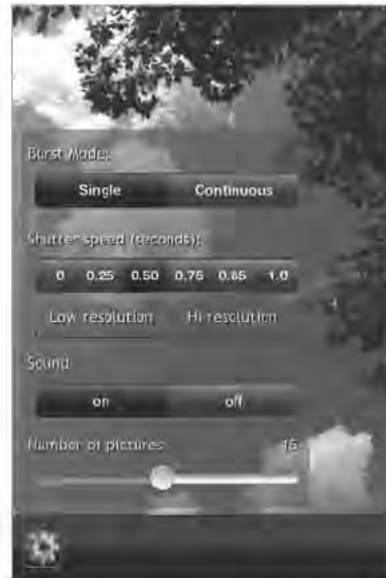 Burst Mode:
Single Continuous
Shutter speed (seconds):
0 0.25 0.50 0.75 0.85 1.0
Low resolution Hi resolution
Sound
on off
Number of pictures 15